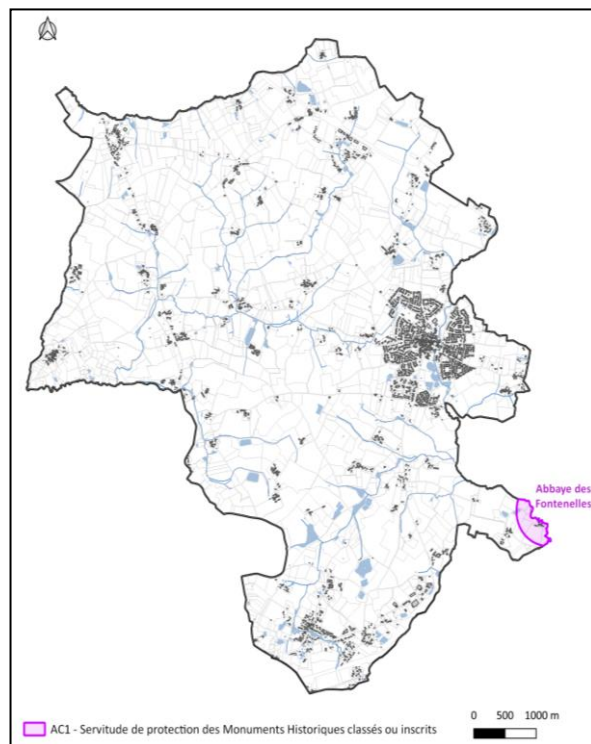 Abbaye des
Fontenelles
AC1 - Servitude de protection des Monuments Historiques classés ou inscrits
0 500 1000 m